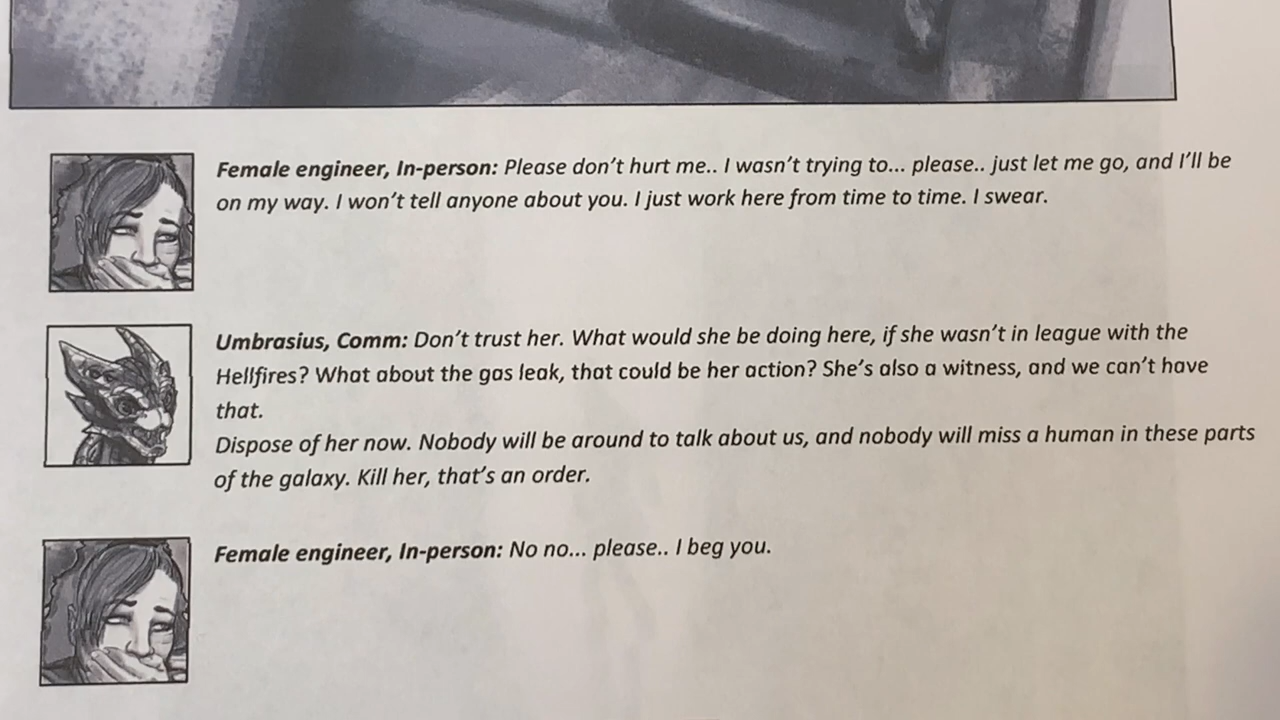 Female engineer, In-person: Please don't hurt me.. I wasn't trying to... please.. just let me go, and I'll be
on my way. I won't tell anyone about you. I just work here from time to time. I swear.
Umbrasius, Comm: Don't trust her. What would she be doing here, if she wasn't in league with the
Hellfires? What about the gas leak, that could be her action? She's also a witness, and we can't have
that.
Dispose of her now. Nobody will be around to talk about us, and nobody will miss a human in these parts
of the galaxy. Kill her, that's an order.
Female engineer, In-person: No no... please.. I beg you.